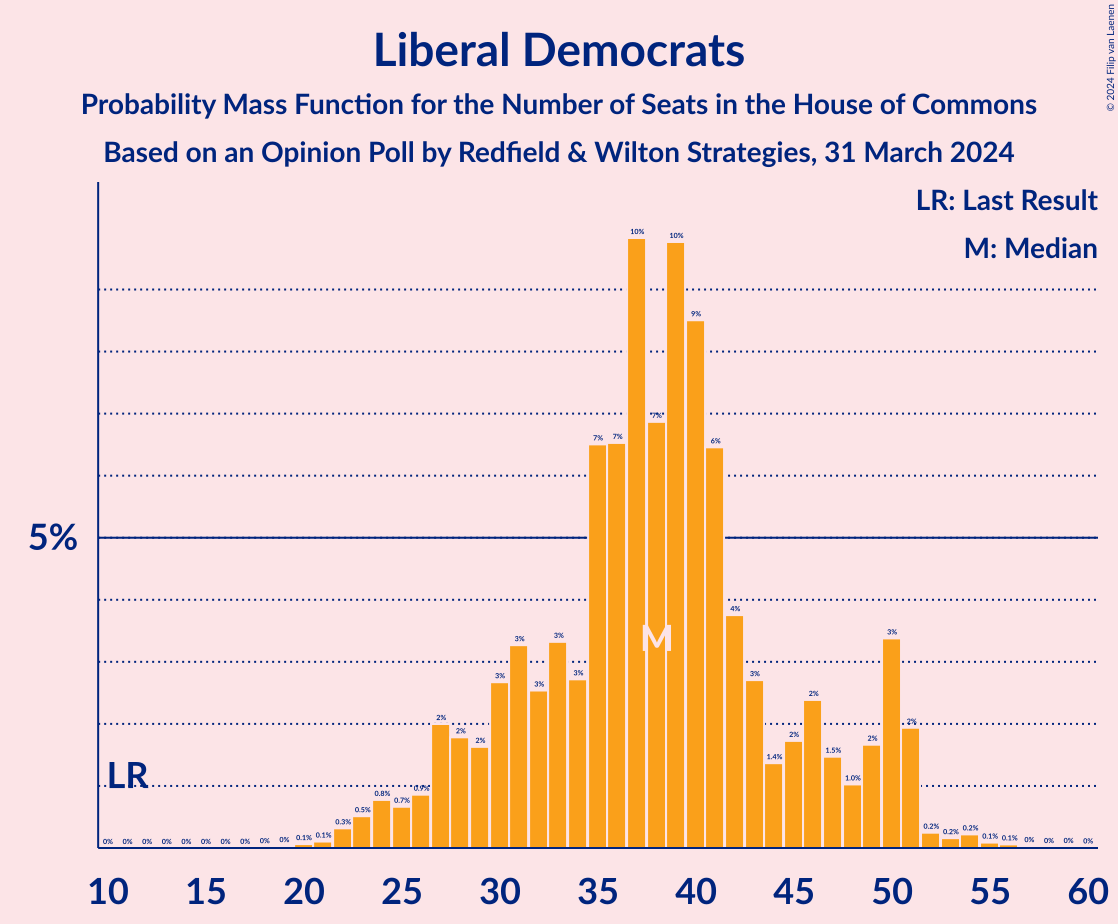 Liberal Democrats
Probability Mass Function for the Number of Seats in the House of Commons
Based on an Opinion Poll by Redfield & Wilton Strategies, 31 March 2024
© 2024 Filip van Laenen
LR: Last Result
M: Median
5%
LR
M
0% 0% 0% 0% 0% 0% 0% 0% 0% 0% 0.1% 0.1% 0.3% 0.5% 0.8% 0.7% 0.9% 2% 2% 2% 3% 3% 3% 3% 3% 7% 7% 10% 7% 10% 9% 6% 4% 3% 1.4% 2% 2% 1.5% 1.0% 2% 3% 2% 0.2% 0.2% 0.2% 0.1% 0.1% 0% 0% 0% 0%
10 15 20 25 30 35 40 45 50 55 60